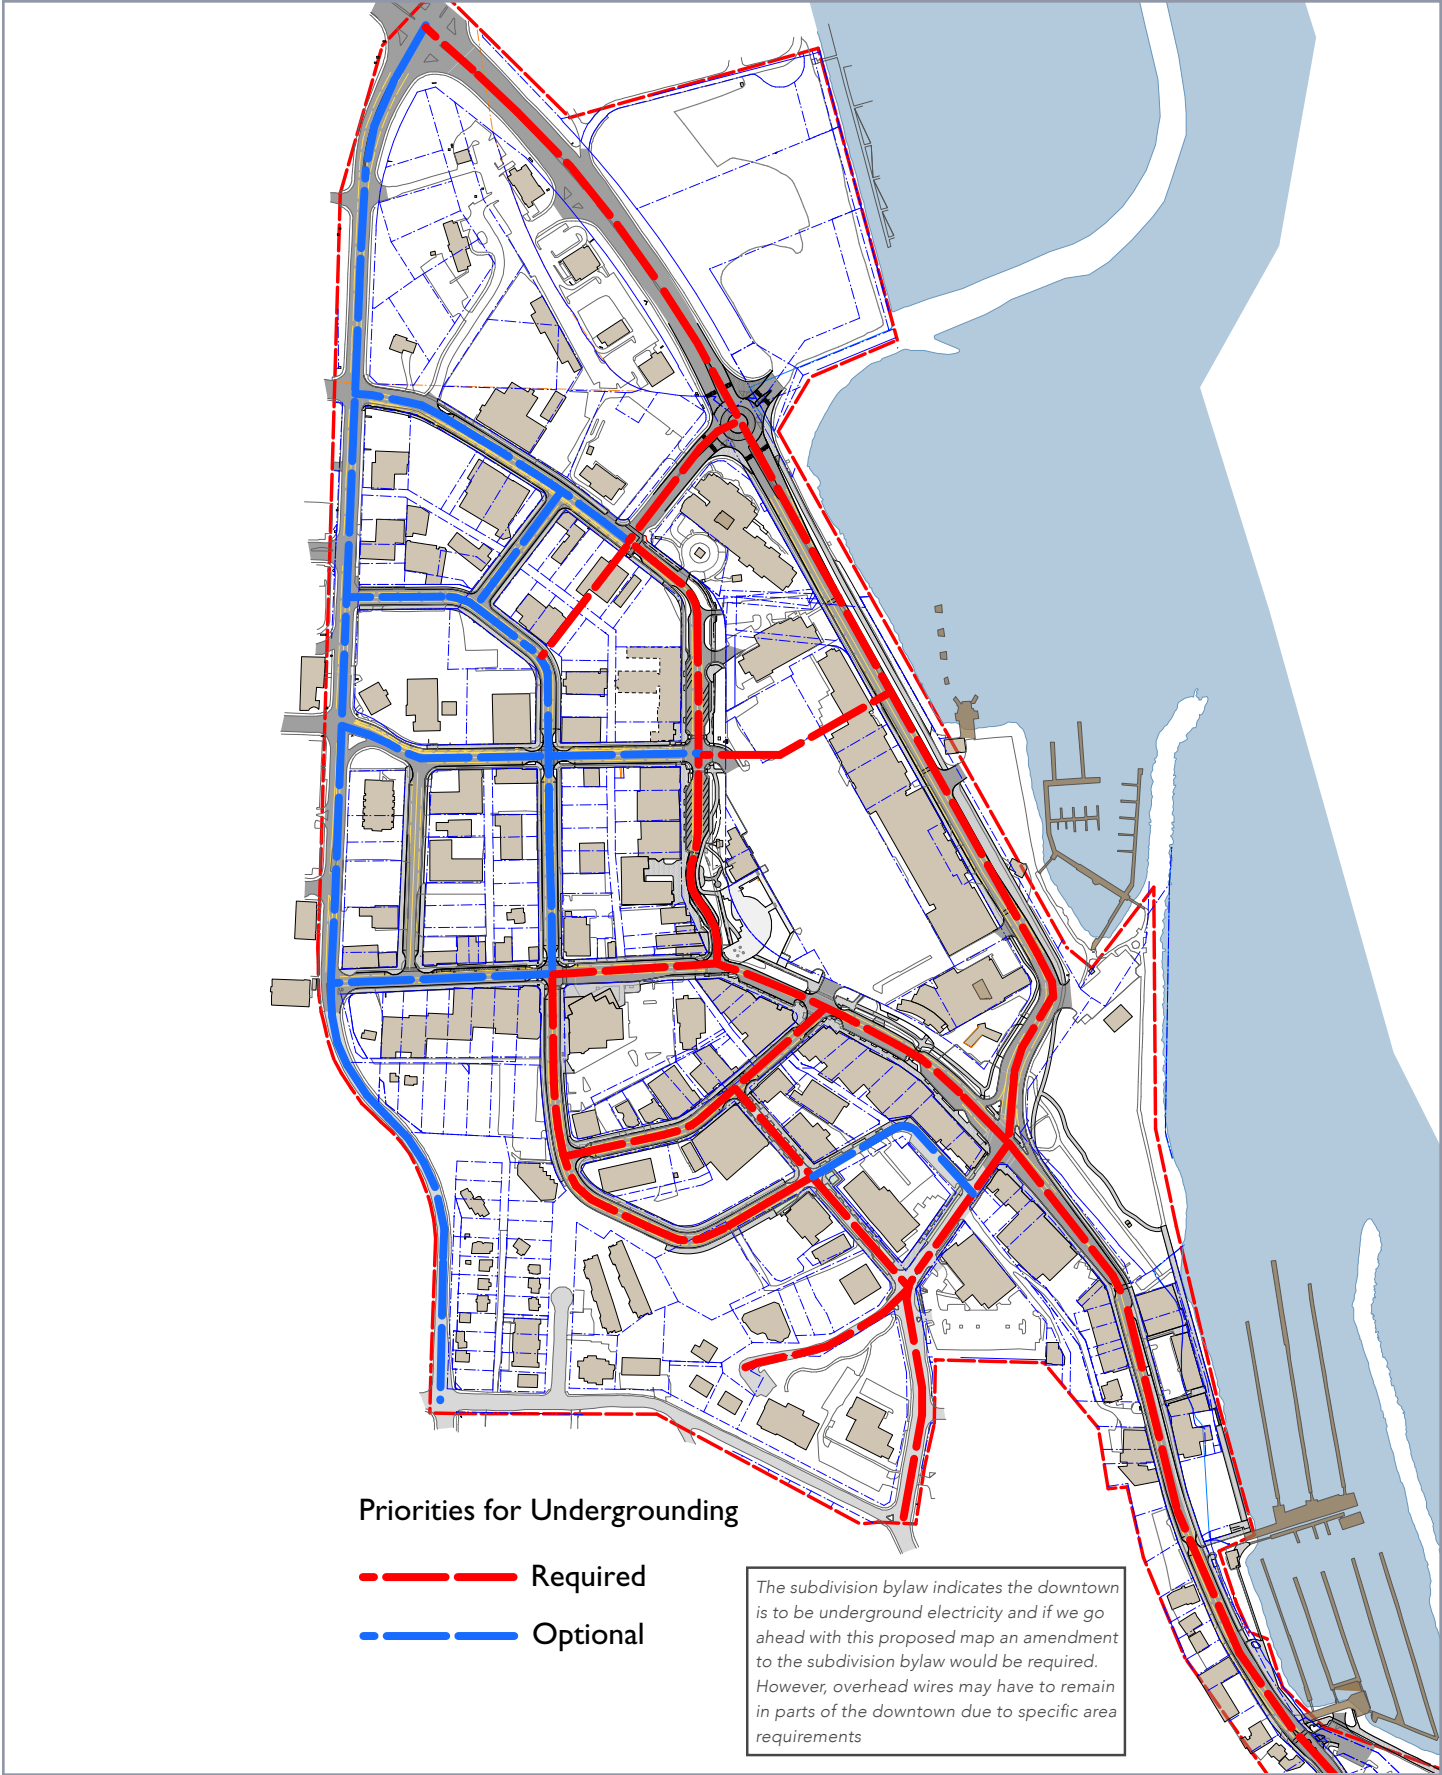 Priorities for Undergrounding
Required
Optional
The subdivision bylaw indicates the downtown
is to be underground electricity and if we go
ahead with this proposed map an amendment
to the subdivision bylaw would be required.
However, overhead wires may have to remain
in parts of the downtown due to specific area
requirements